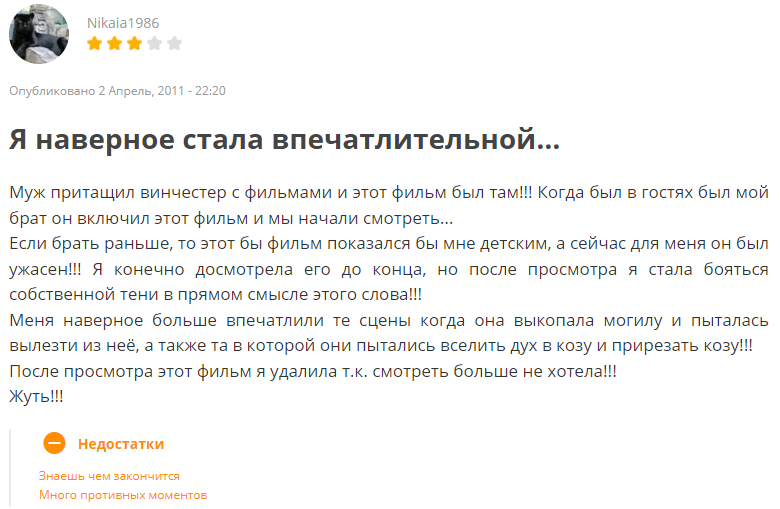 Nikaia1986
Опубликовано 2 Апрель, 2011 - 22:20
Я наверное стала впечатлительной...
Муж притащил винчестер с фильмами и этот фильм был там!!! Когда был в гостях был мой
брат он включил этот фильм и мы начали смотреть...
Если брать раньше, то этот бы фильм показался бы мне детским, а сейчас для меня он был
ужасен!!! Я конечно досмотрела его до конца, но после просмотра я стала бояться
собственной тени в прямом смысле этого слова!!!
Меня наверное больше впечатлили те сцены когда она выкопала могилу и пыталась
вылезти из неё, а также та в которой они пытались вселить дух в козу и прирезать козу!!!
После просмотра этот фильм я удалила т.к. смотреть больше не хотела!!!
Жуть!!!
Недостатки
Знаешь чем закончится
Много противных моментов